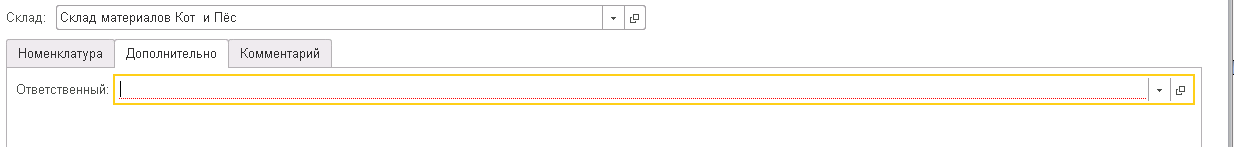 Склад: Склад материалов Кот и Пёс
Номенклатура Дополнительно Комментарий
Ответственный: